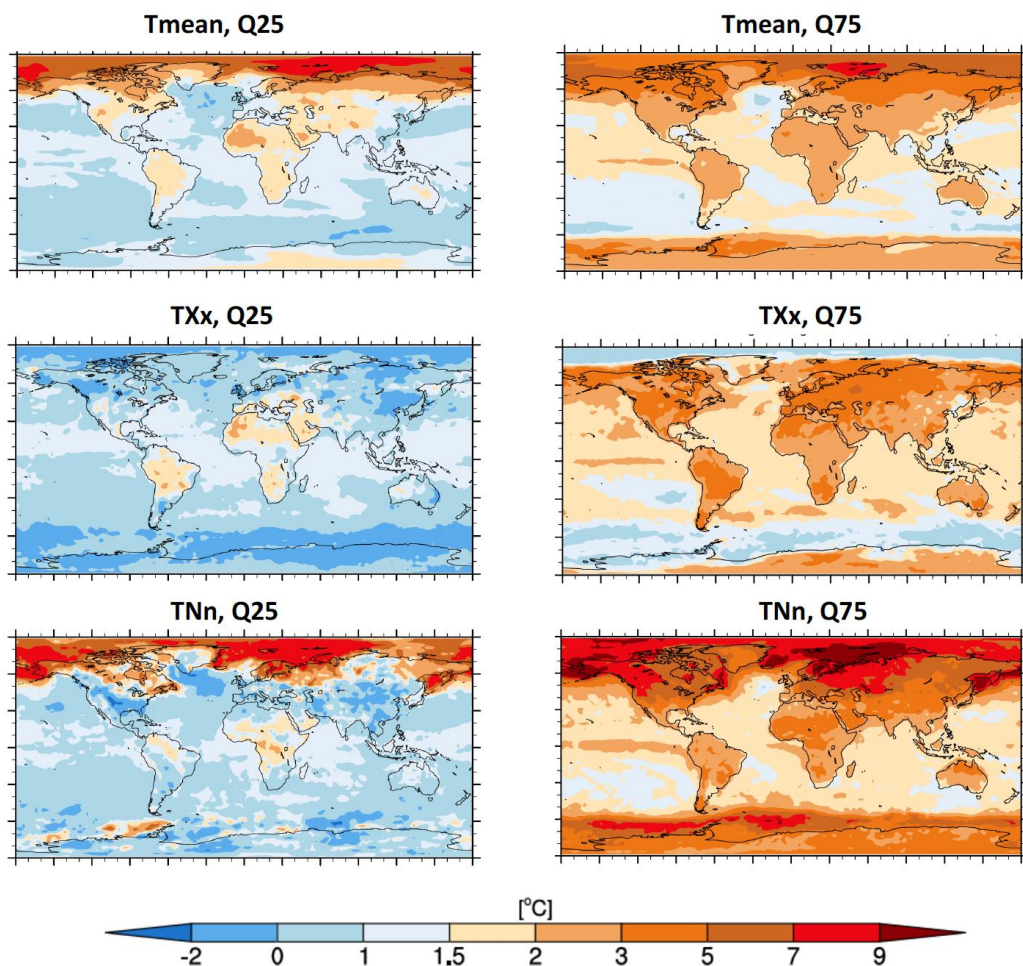 Tmean, Q25
Tmean, Q75
TXx, Q25
TXx, Q75
TNn, Q25
TNn, Q75
[°C]
-2 0 1 1.5 2 3 5 7 9